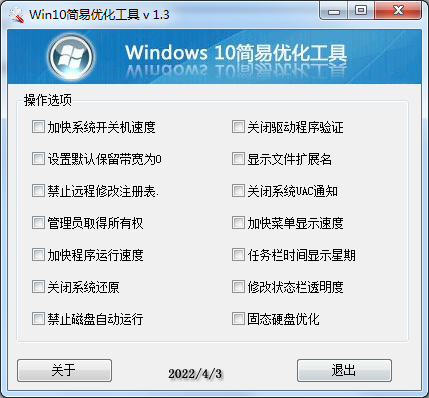 Win10简易优化工具 v 1.3
Windows 10简易优化工具
操作选项
加快系统开关机速度
关闭驱动程序验证
设置默认保留带宽为0
显示文件扩展名
禁止远程修改注册表.
关闭系统UAC通知
管理员取得所有权
加快菜单显示速度
加快程序运行速度
任务栏时间显示星期
关闭系统还原
修改状态栏透明度
禁止磁盘自动运行
固态硬盘优化
关于
2022/4/3
退出